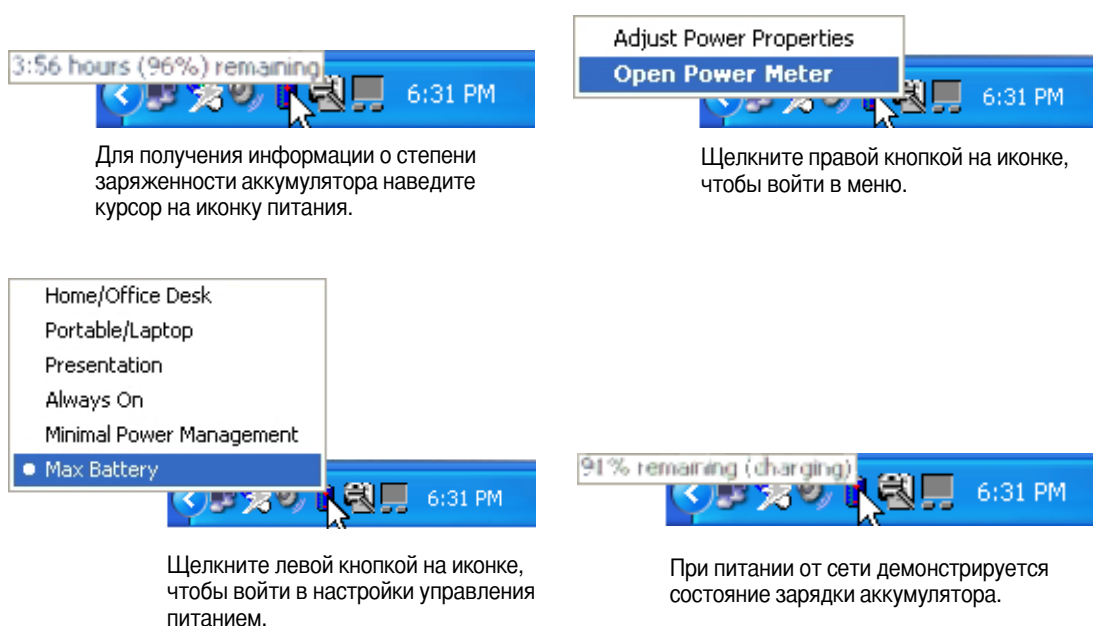 3:56 hours (96%) remaining
6:31 PM
Для получения информации о степени
заряженности аккумулятора наведите
курсор на иконку питания.
Adjust Power Properties
Open Power Meter
6:31 PM
Щелкните правой кнопкой на иконке,
чтобы войти в меню.
Home/Office Desk
Portable/Laptop
Presentation
Always On
Minimal Power Management
Max Battery
6:31 PM
Щелкните левой кнопкой на иконке,
чтобы войти в настройки управления
питанием.
91% remaining (charging)
6:31 PM
При питании от сети демонстрируется
состояние зарядки аккумулятора.